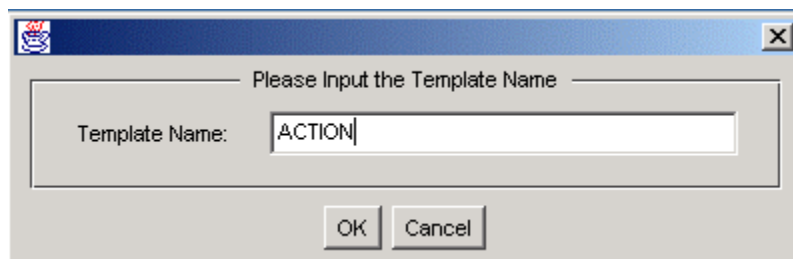 Please Input the Template Name
Template Name: ACTION
OK Cancel